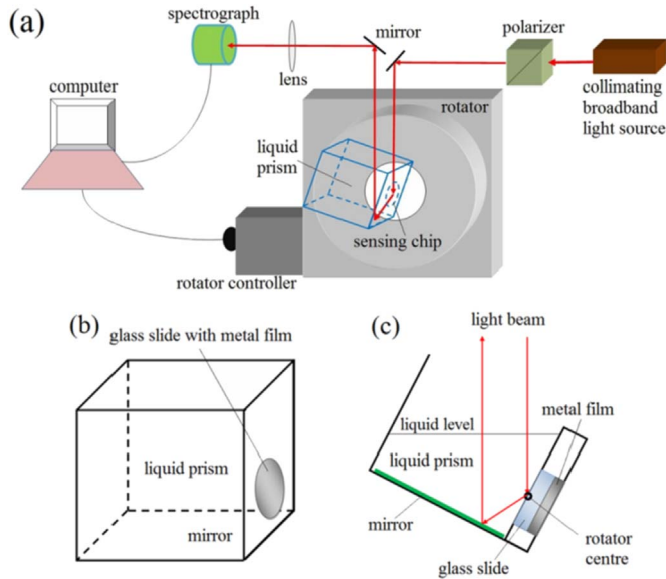 (a)
spectrograph
mirror
polarizer
lens
computer
rotator
collimating
broadband
light source
liquid
prism
sensing chip
rotator controller
(b)
glass slide with metal film
liquid prism
mirror
(c)
light beam
metal film
liquid level
liquid prism
mirror
rotator
centre
glass slide